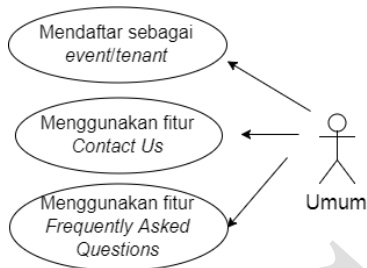 Mendaftar sebagai
event/tenant
Menggunakan fitur
Contact Us
Menggunakan fitur
Frequently Asked
Questions
Umum